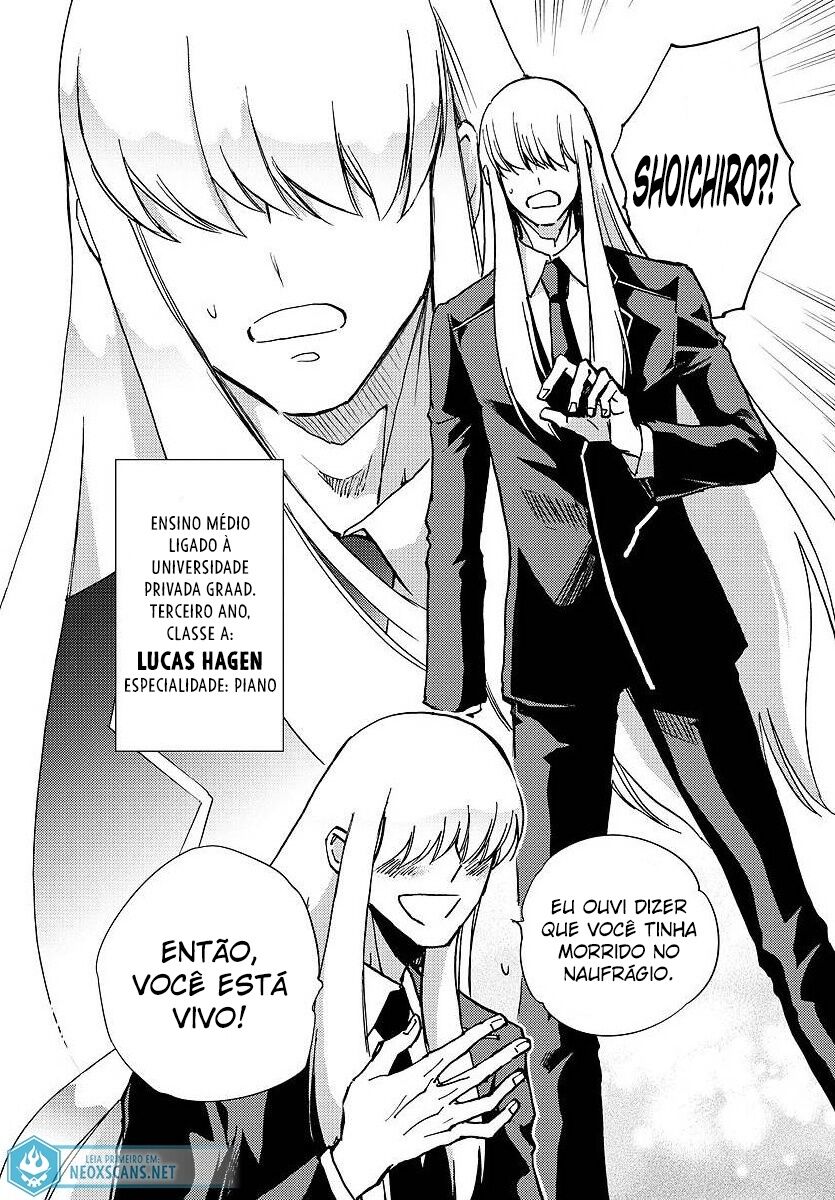 SHOICHIRO?!
ENSINO MÉDIO
LIGADO À
UNIVERSIDADE
PRIVADA GRAAD.
TERCEIRO ANO,
CLASSE A:
LUCAS HAGEN
ESPECIALIDADE: PIANO
EU OUVI DIZER
QUE VOCÊ TINHA
MORRIDO NO
NAUFRÁGIO.
ENTÃO,
VOCÊ ESTÁ
VIVO!
LEIA PRIMEIRO EM:
NEOXSCANS.NET